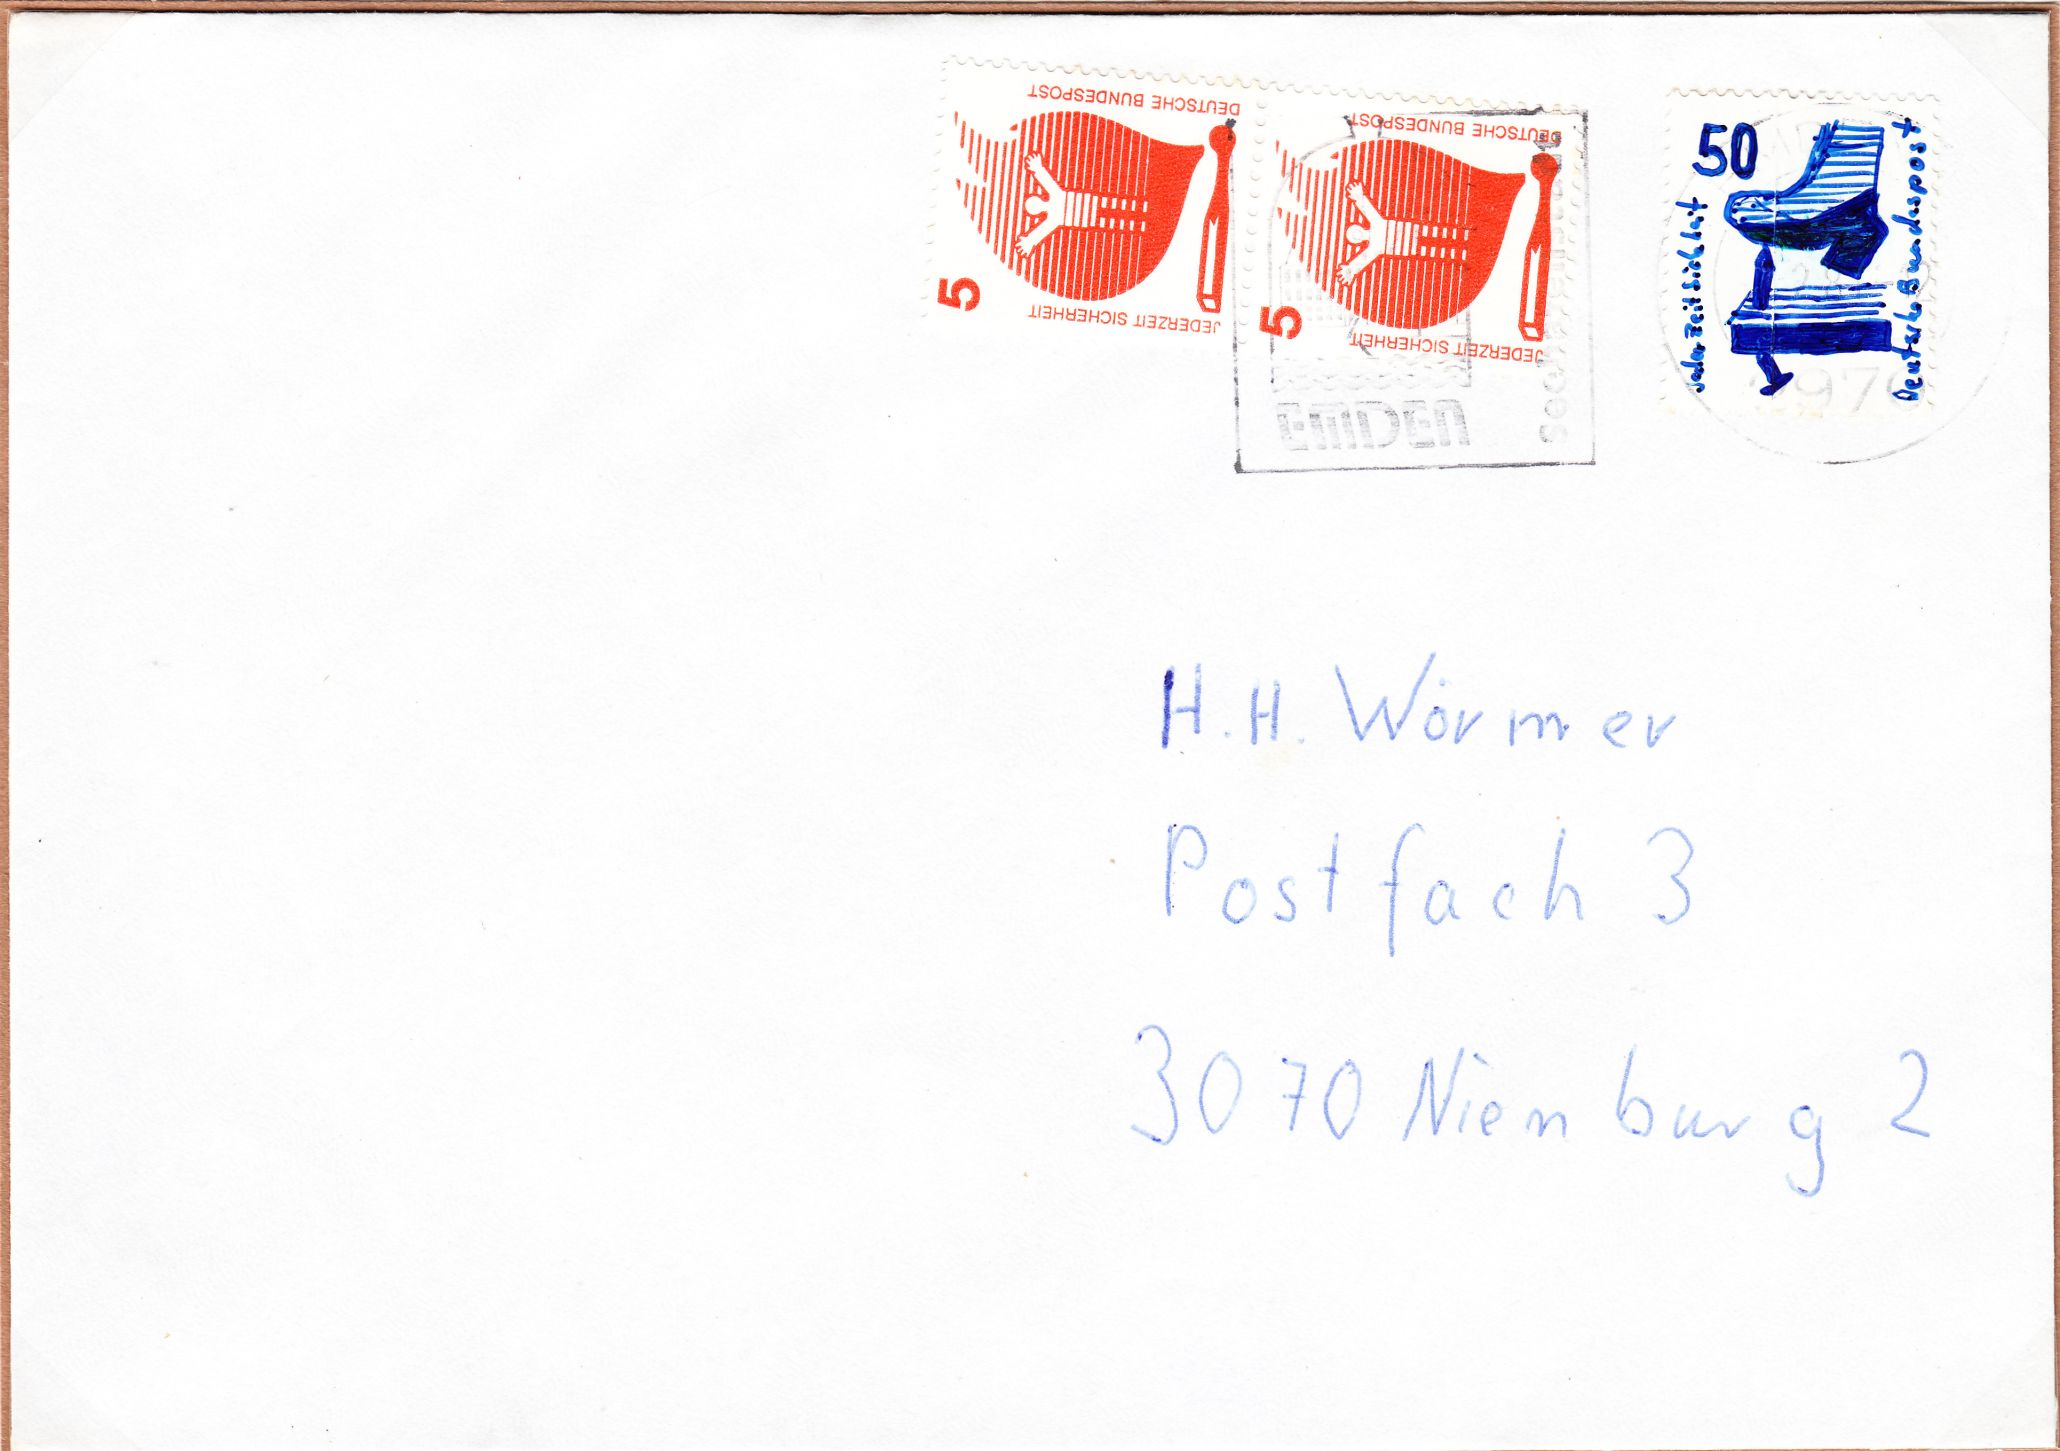 DEUTSCHE BUNDESPOST
5
JEDERZEIT SICHERHEIT
DEUTSCHE BUNDESPOST
5
JEDERZEIT SICHERHEIT
EMDEN
50
Jederzeit Sicherheit
Deutsche Bundespost
H.H. Wörmer
Postfach 3
3070 Nienburg 2